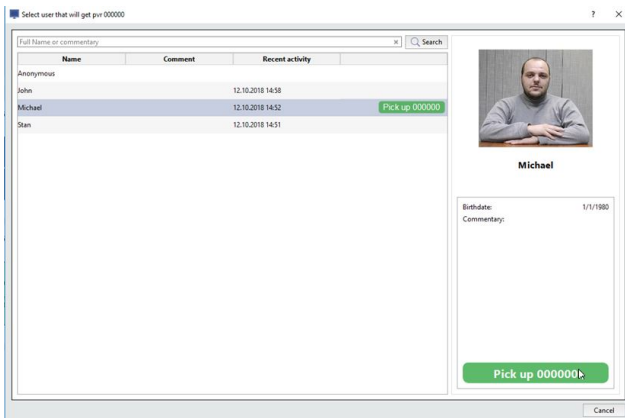 Select user that will get pvr 000000
Full Name or commentary
Search
Name Comment Recent activity
Anonymous
John 12.10.2018 14:58
Michael 12.10.2018 14:52 Pick up 000000
Stan 12.10.2018 14:51
Michael
Birthdate: 1/1/1980
Commentary:
Pick up 000000
Cancel